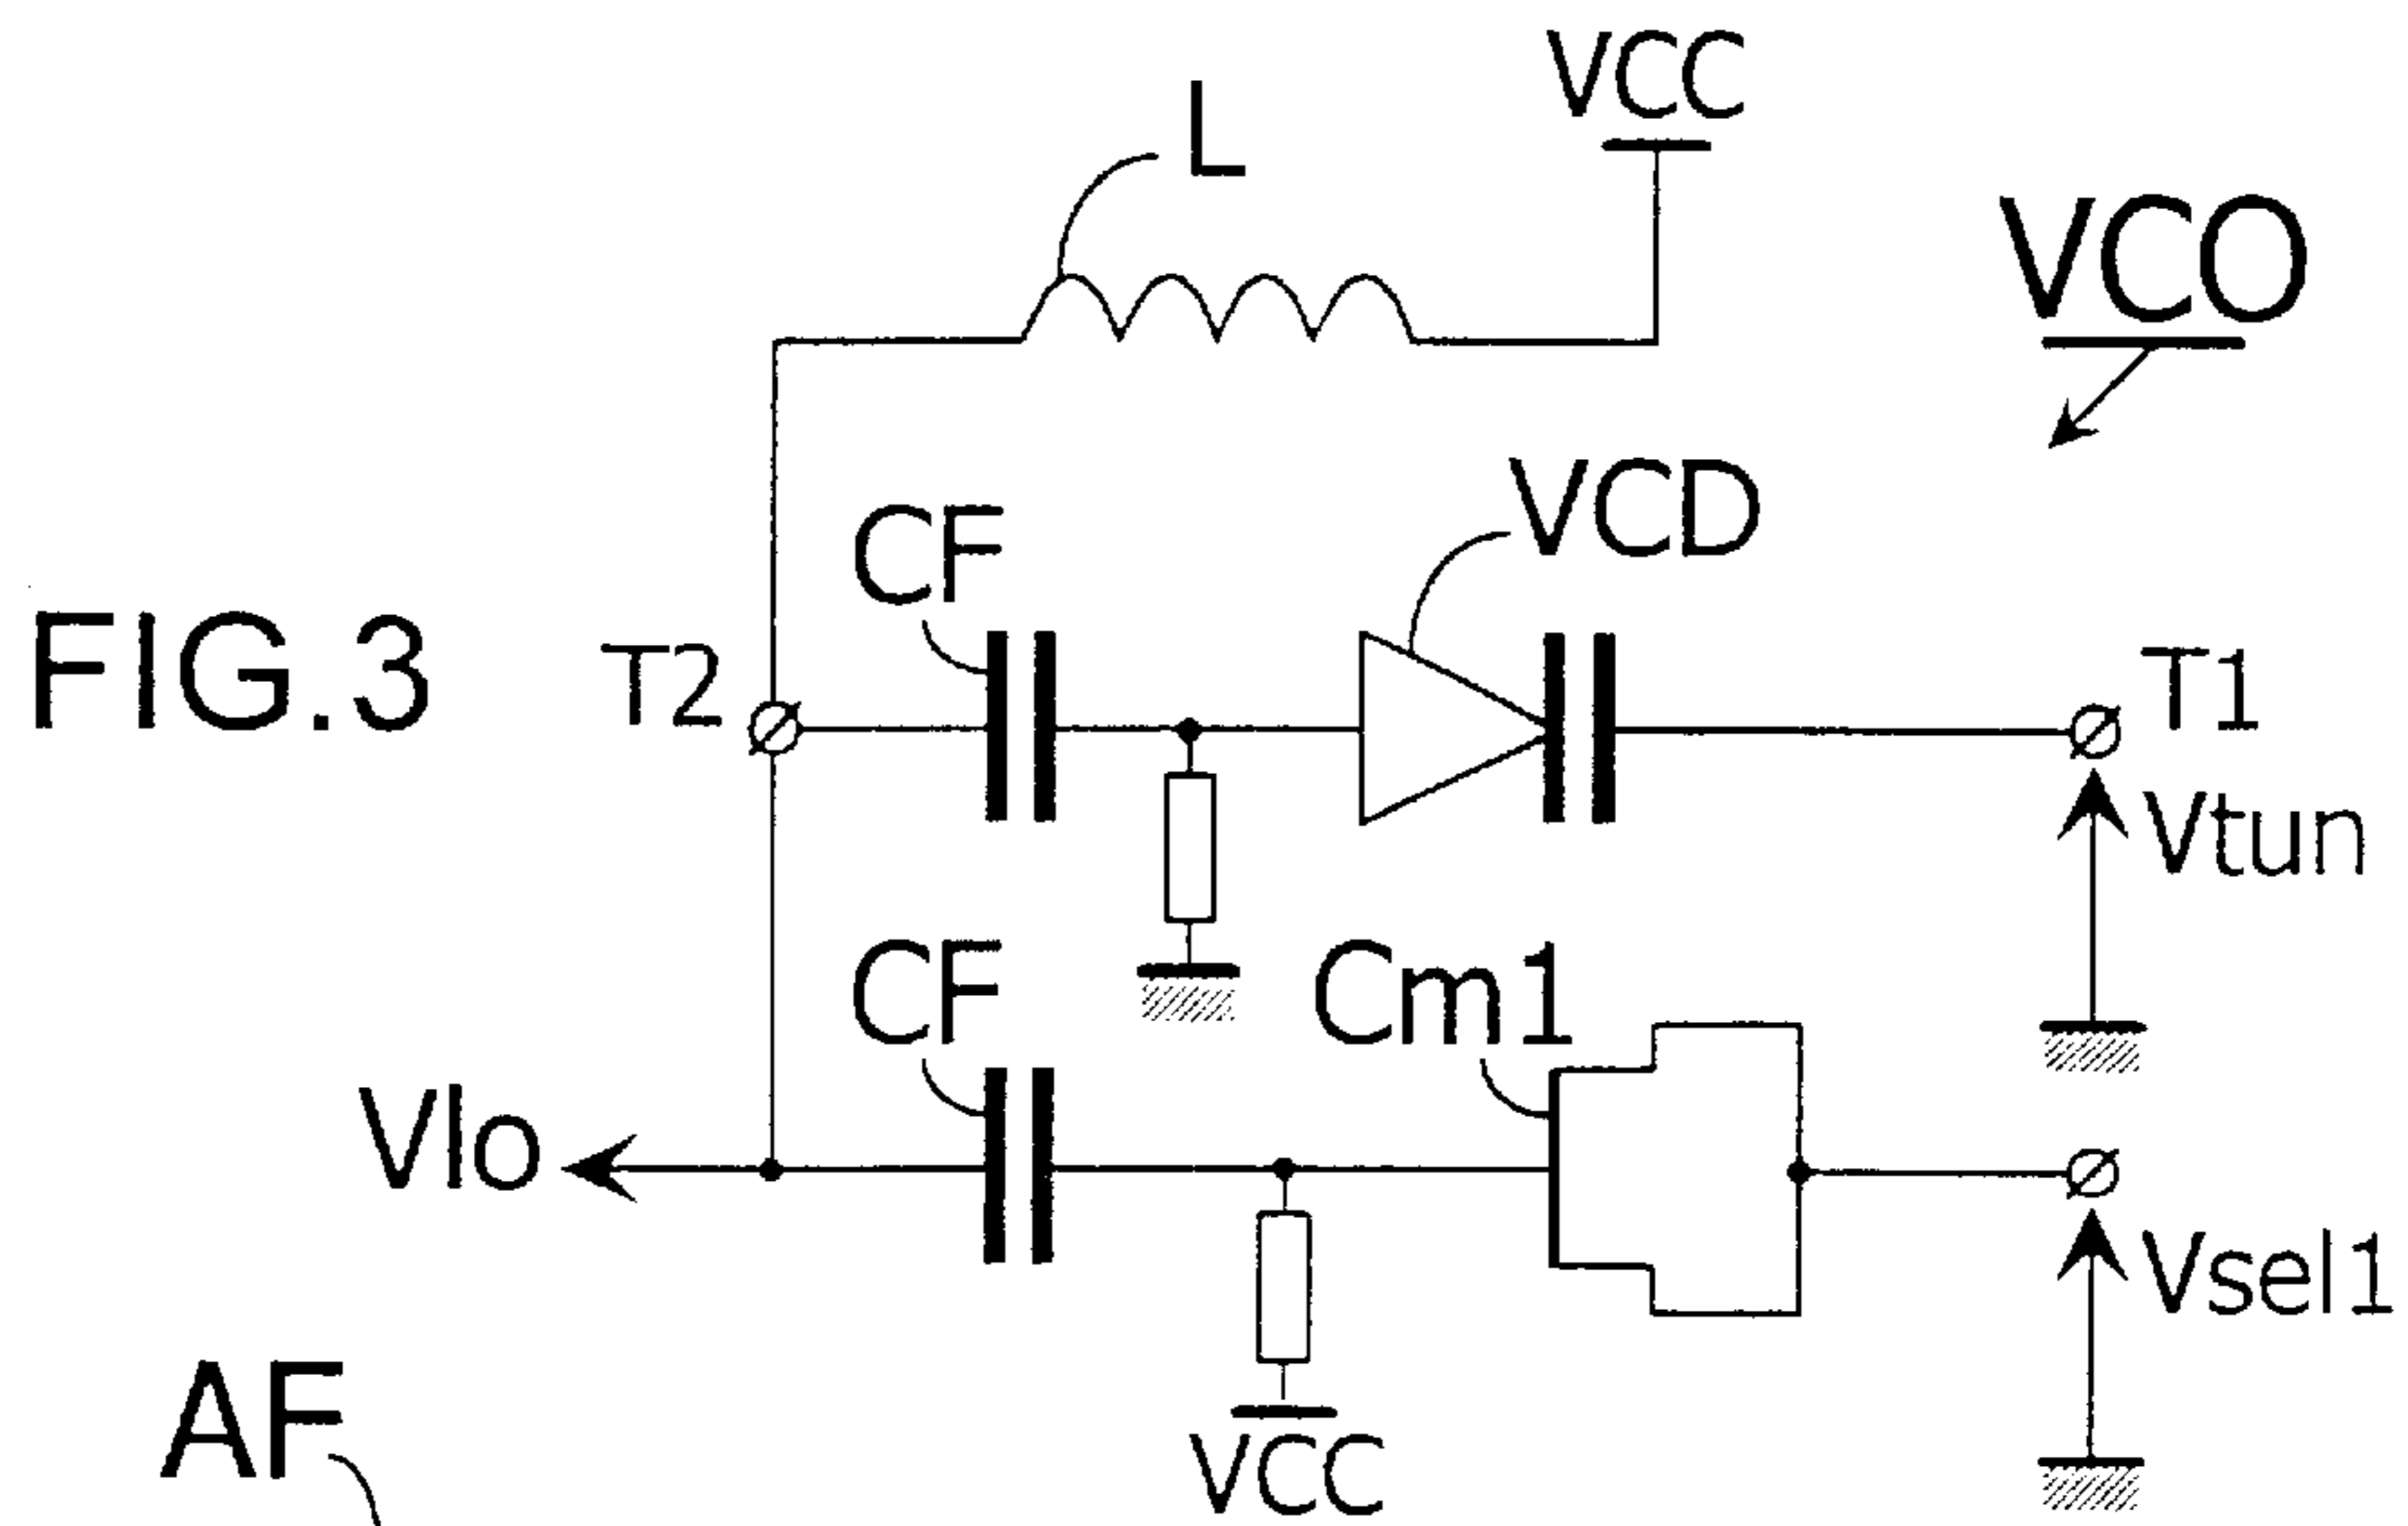 VCC
L
VCO
VCD
CF
FIG.3
T2
T1
Vtun
CF
Cm1
Vlo
Vsel1
AF
VCC